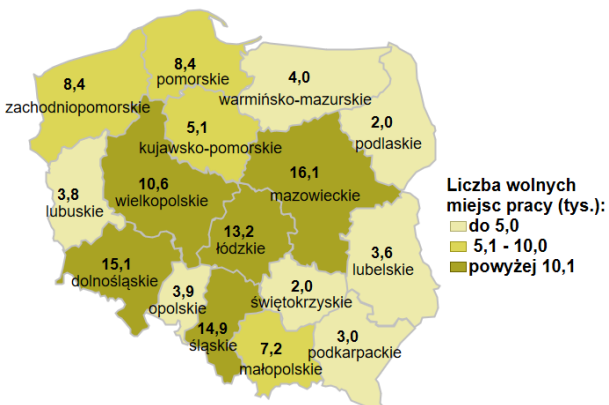 8,4
pomorskie
8,4
zachodniopomorskie
4,0
warmińsko-mazurskie
2,0
podlaskie
5,1
kujawsko-pomorskie
16,1
mazowieckie
10,6
wielkopolskie
3,8
lubuskie
13,2
łódzkie
15,1
dolnośląskie
3,9
opolskie
2,0
świętokrzyskie
3,6
lubelskie
14,9
śląskie
7,2
małopolskie
3,0
podkarpackie
Liczba wolnych
miejsc pracy (tys.):
do 5,0
5,1 - 10,0
powyżej 10,1